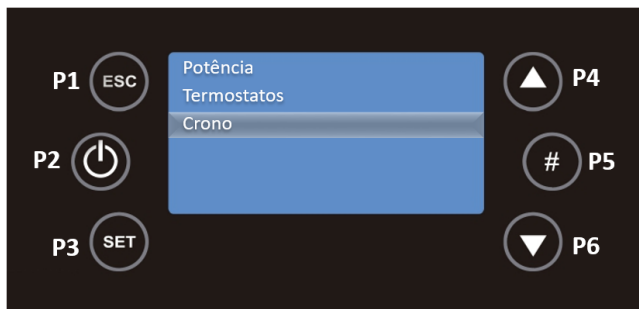 P1 ESC
P2
P3 SET
Potência
Termostatos
Crono
P4
# P5
P6